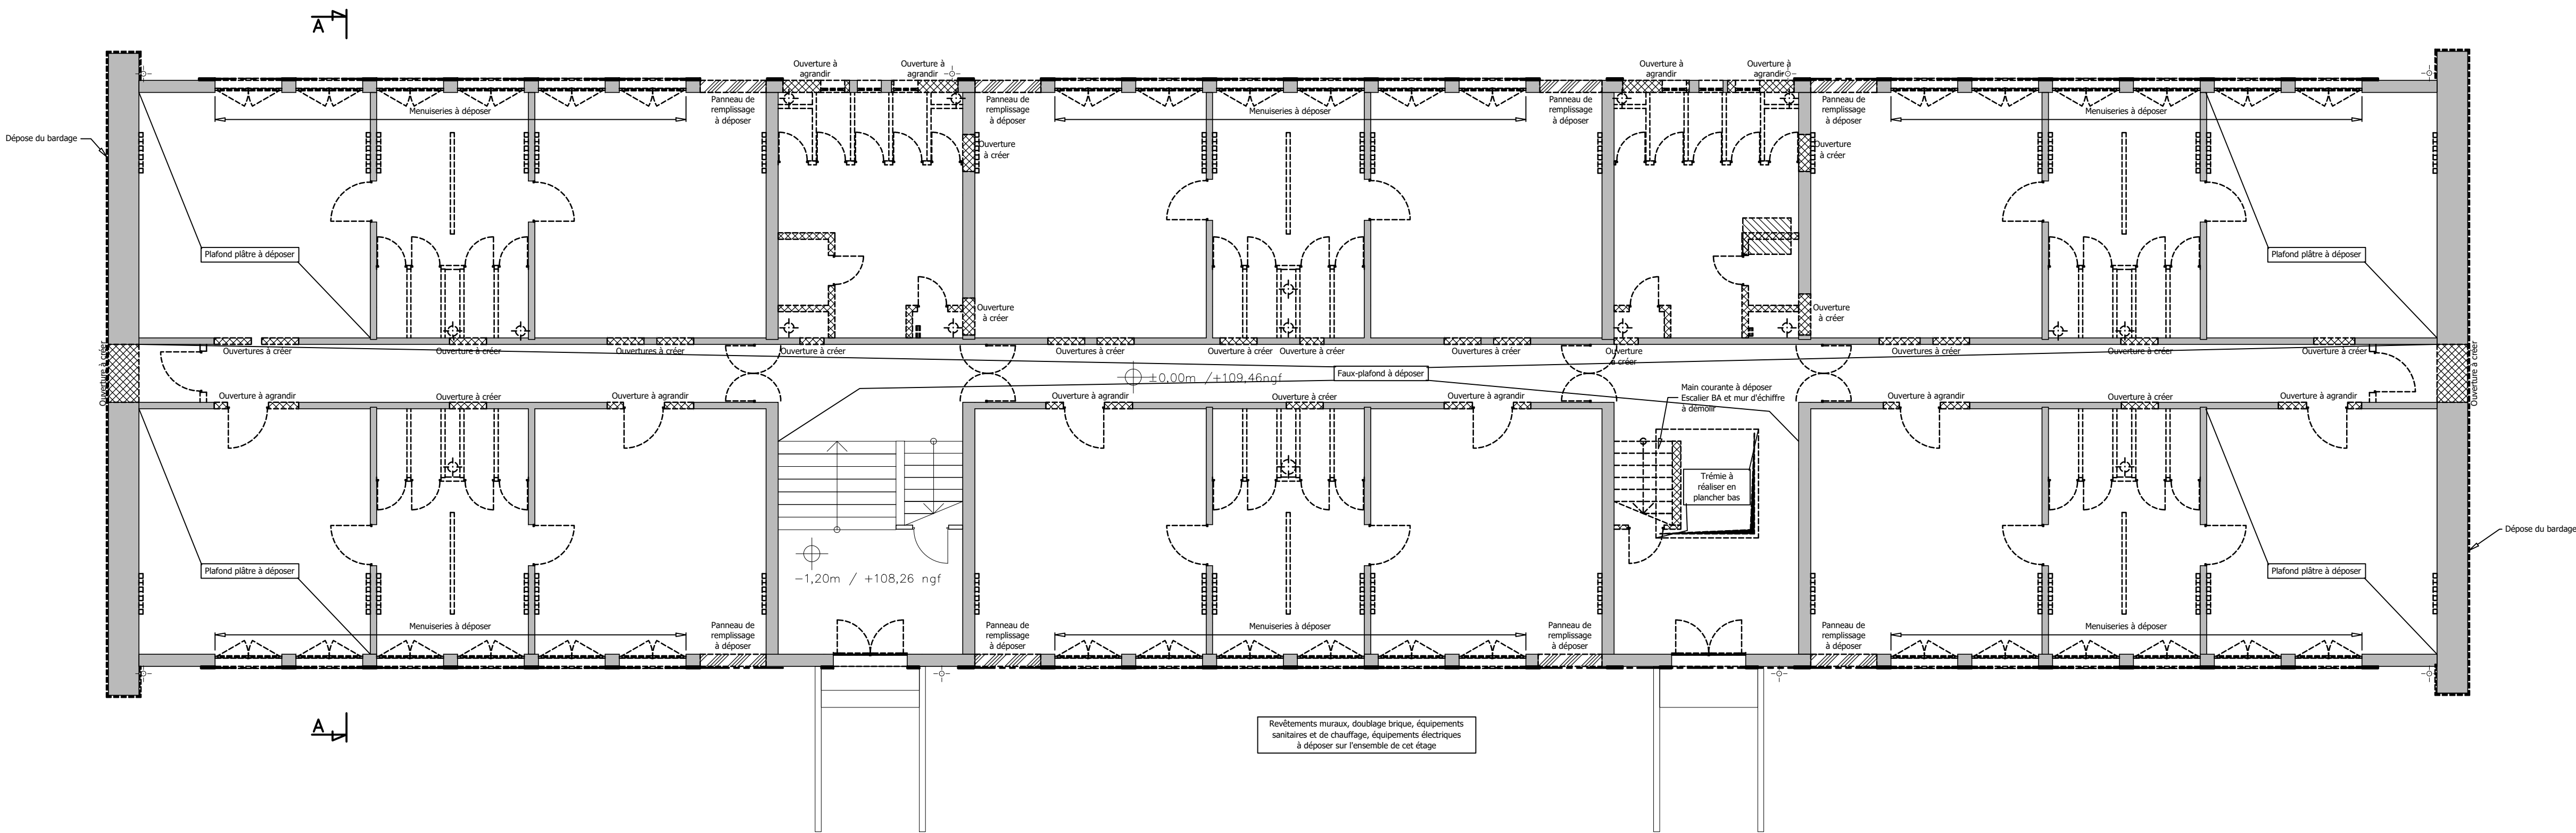 A
Ouverture à
agrandir
Ouverture à
agrandir
Ouverture à
agrandir
Ouverture à
agrandir
Menuiseries à déposer
Panneau de
remplissage
à déposer
Panneau de
remplissage
à déposer
Menuiseries à déposer
Panneau de
remplissage
à déposer
Panneau de
remplissage
à déposer
Menuiseries à déposer
Dépose du bardage
Ouverture
à créer
Ouverture
à créer
Plafond plâtre à déposer
Plafond plâtre à déposer
Ouverture
à créer
Ouverture
à créer
Ouverture à créer
Ouvertures à créer
Ouverture à créer
Ouvertures à créer
Ouverture à créer
Ouvertures à créer
Ouverture à créer
Ouverture à créer
Ouvertures à créer
Ouverture
à créer
Ouvertures à créer
Ouverture à créer
Ouverture à créer
Ouverture à créer
±0,00m /+109,46ngf
Faux-plafond à déposer
Main courante à déposer
Escalier BA et mur d'échiffre
à démolir
Ouverture à agrandir
Ouverture à créer
Ouverture à agrandir
Ouverture à agrandir
Ouverture à créer
Ouverture à agrandir
Ouverture à agrandir
Ouverture à créer
Ouverture à agrandir
Trémie à
réaliser en
plancher bas
Dépose du bardage
Plafond plâtre à déposer
-1,20m / +108,26 ngf
Plafond plâtre à déposer
Menuiseries à déposer
Panneau de
remplissage
à déposer
Panneau de
remplissage
à déposer
Menuiseries à déposer
Panneau de
remplissage
à déposer
Panneau de
remplissage
à déposer
Menuiseries à déposer
A
Revêtements muraux, doublage brique, équipements
sanitaires et de chauffage, équipements électriques
à déposer sur l'ensemble de cet étage